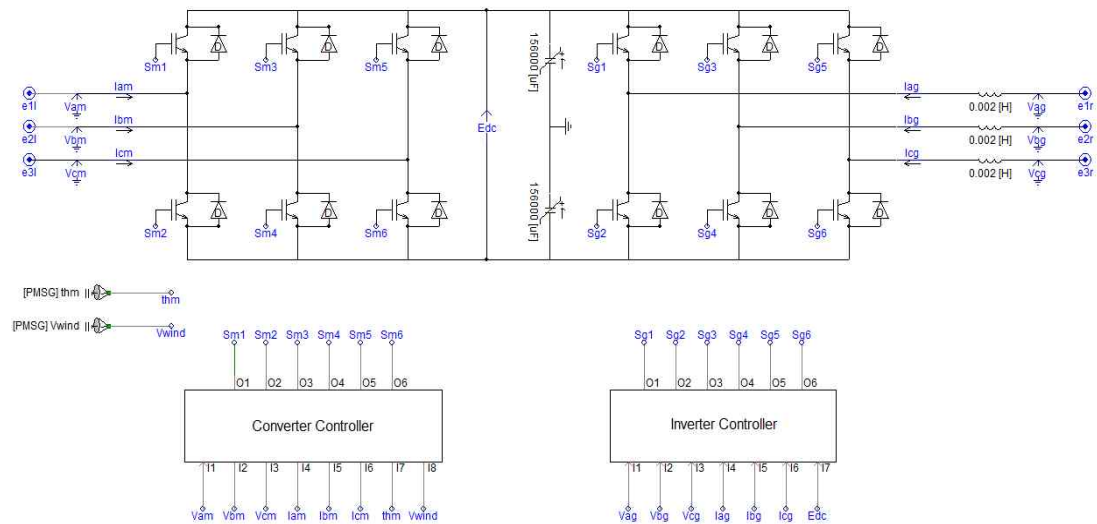 D D D D D D
Sm1 Sm3 Sm5 Sg1 Sg3 Sg5
156000 [uF]
e1l Vam Iam Iag 0.002 [H] Vag e1r
e2l Vbm Ibm Edc Ibg 0.002 [H] Vbg e2r
e3l Vcm Icm Icg 0.002 [H] Vcg e3r
156000 [uF]
D D D D D D
Sm2 Sm4 Sm6 Sg2 Sg4 Sg6
[PMSG] thm thm
[PMSG] Vwind Vwind
Sm1 Sm2 Sm3 Sm4 Sm5 Sm6
O1 O2 O3 O4 O5 O6
Converter Controller
I1 I2 I3 I4 I5 I6 I7 I8
Vam Vbm Vcm Iam Ibm Icm thm Vwind
Sg1 Sg2 Sg3 Sg4 Sg5 Sg6
O1 O2 O3 O4 O5 O6
Inverter Controller
I1 I2 I3 I4 I5 I6 I7
Vag Vbg Vcg Iag Ibg Icg Edc